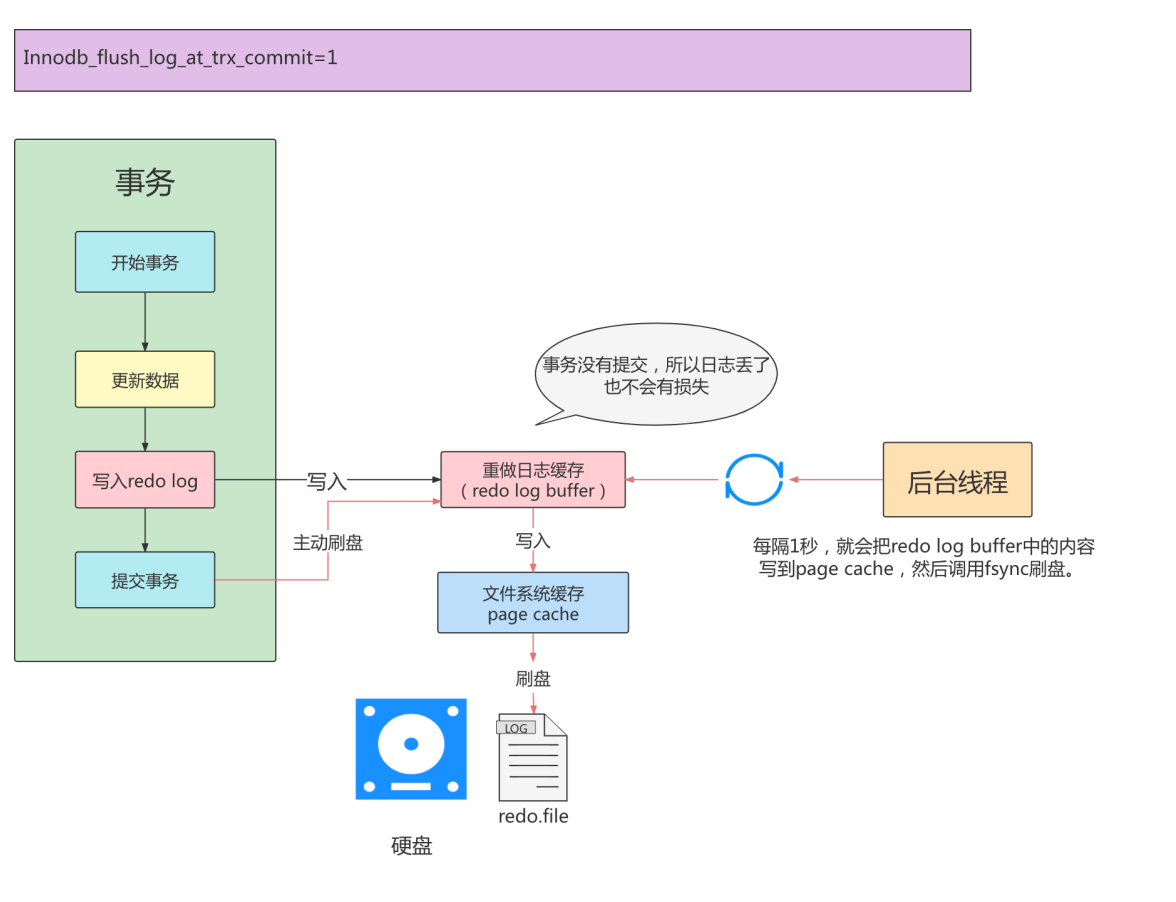 Innodb_flush_log_at_trx_commit=1
事务
开始事务
更新数据
写入redo log
提交事务
写入
主动刷盘
事务没有提交，所以日志丢了
也不会有损失
重做日志缓存
（redo log buffer）
写入
文件系统缓存
page cache
刷盘
LOG
redo.file
硬盘
后台线程
每隔1秒，就会把redo log buffer中的内容
写到page cache，然后调用fsync刷盘。